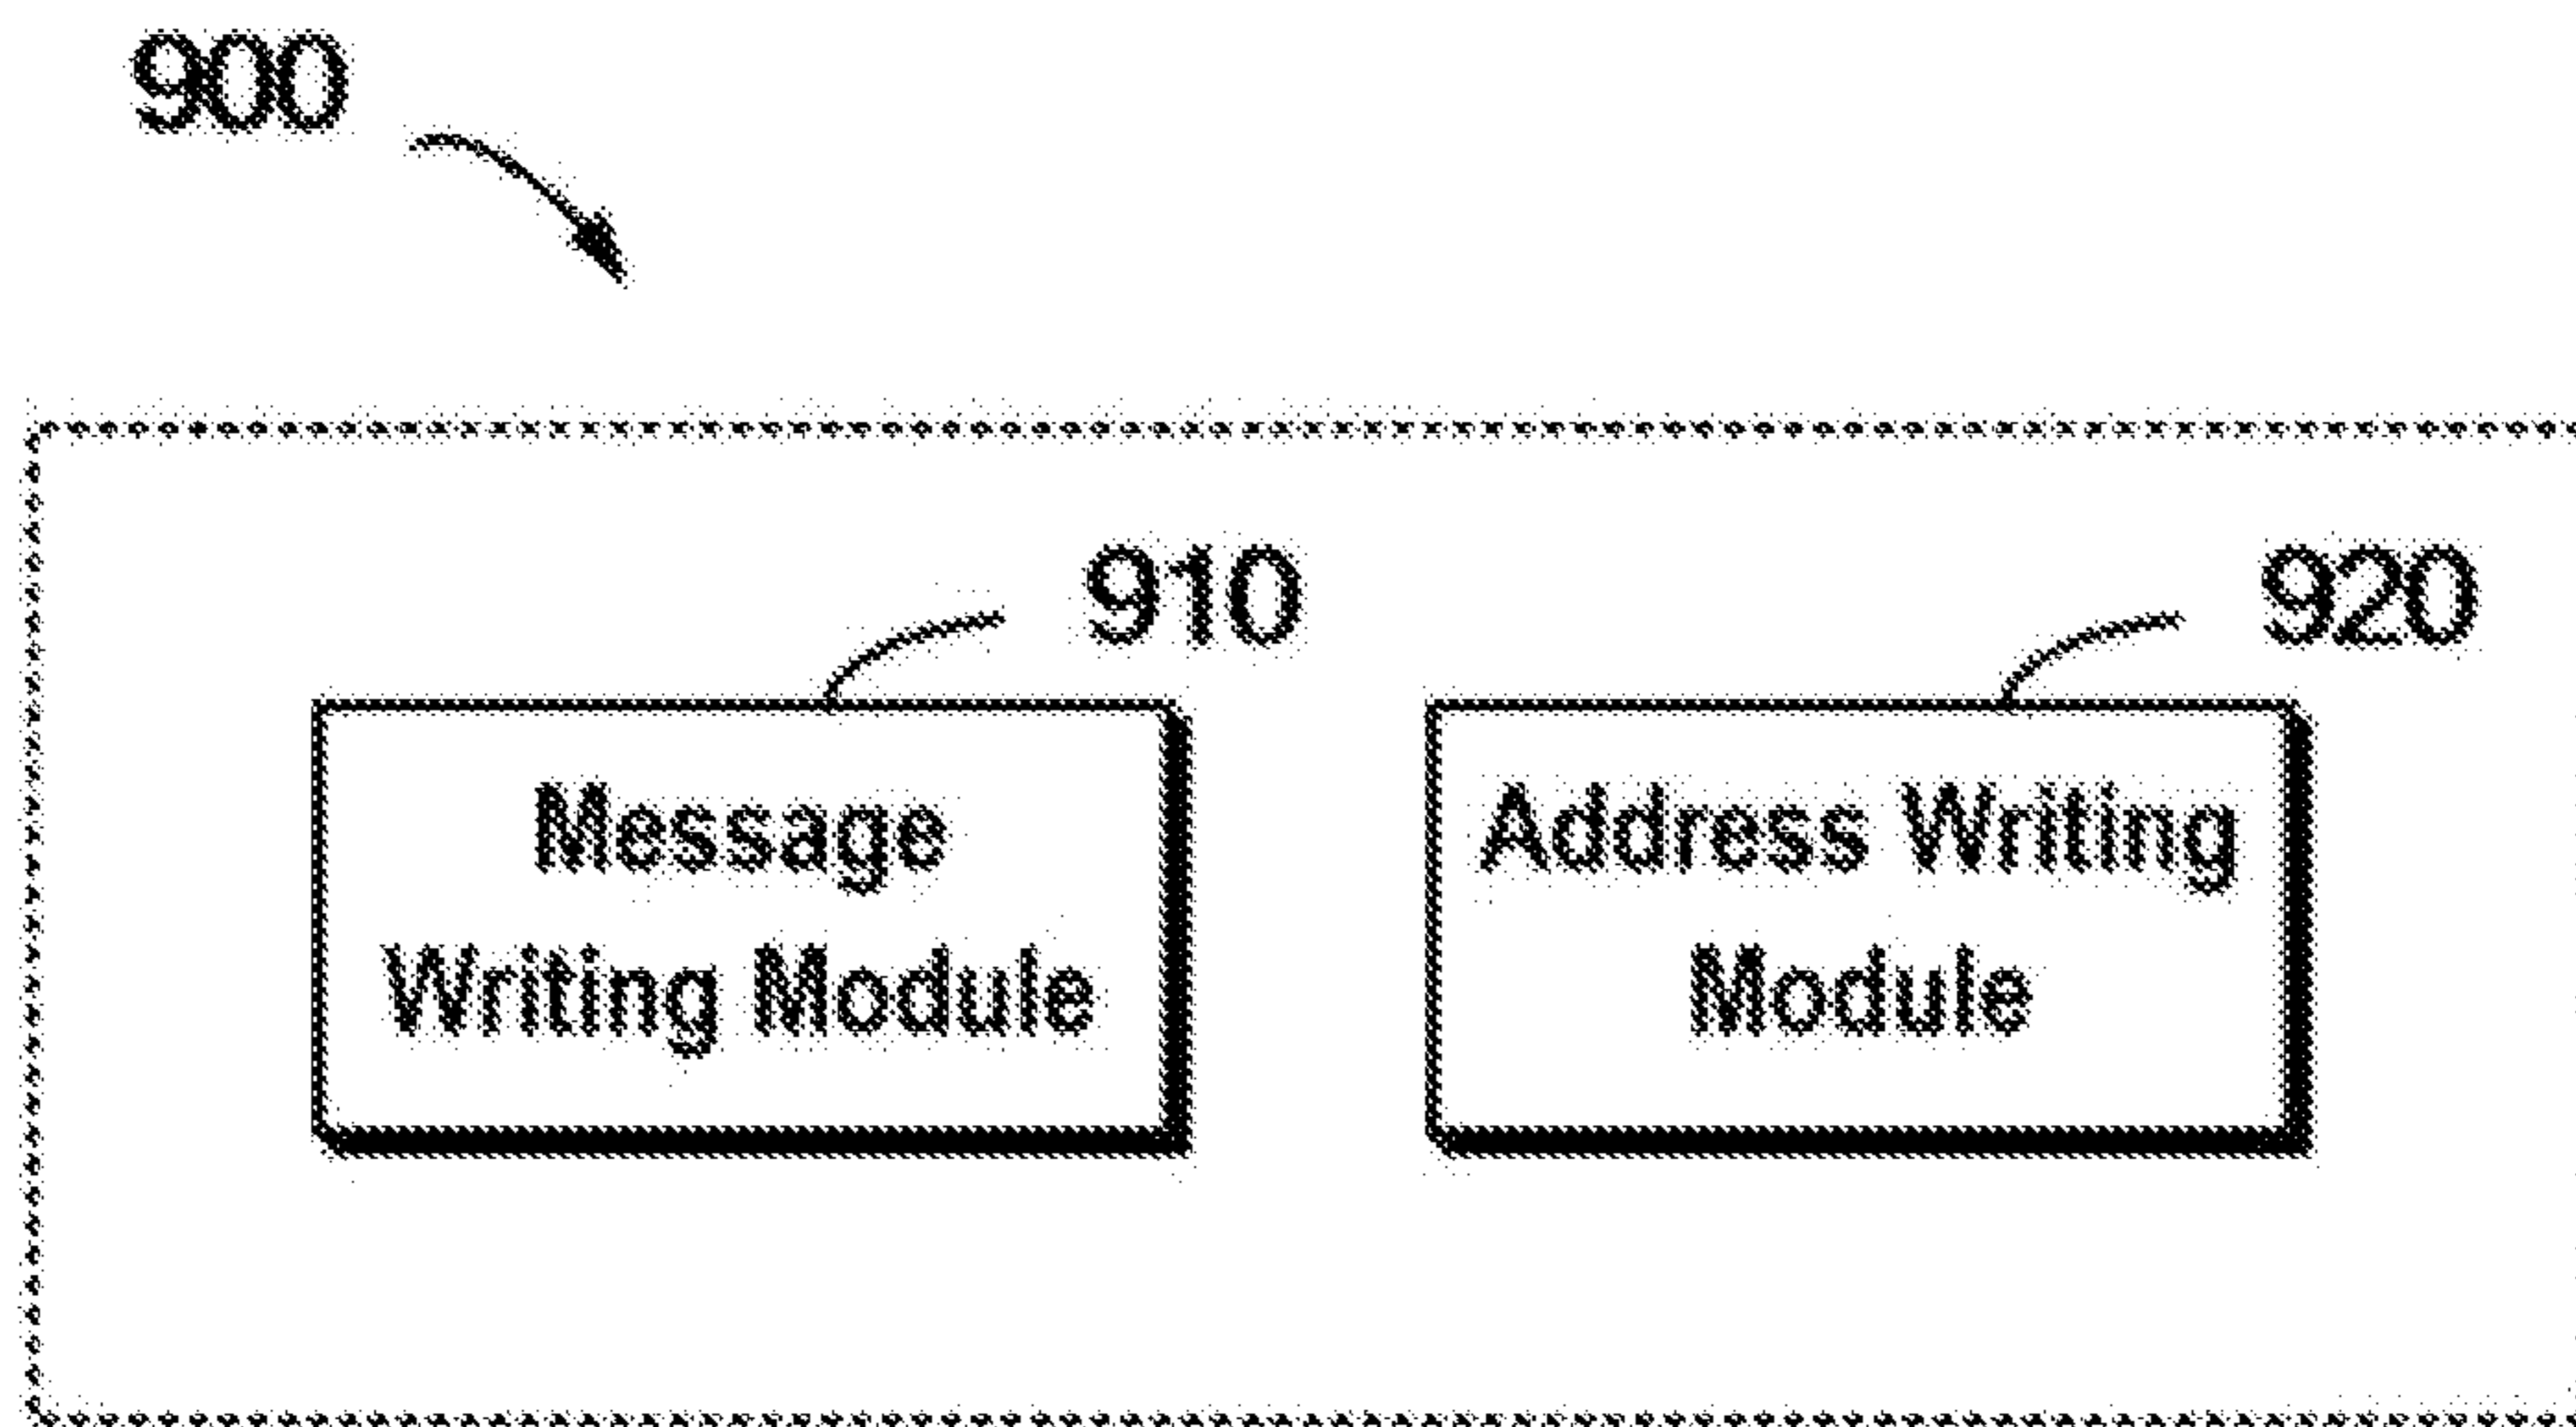 900
910
920
Message
Writing Module
Address Writing
Module